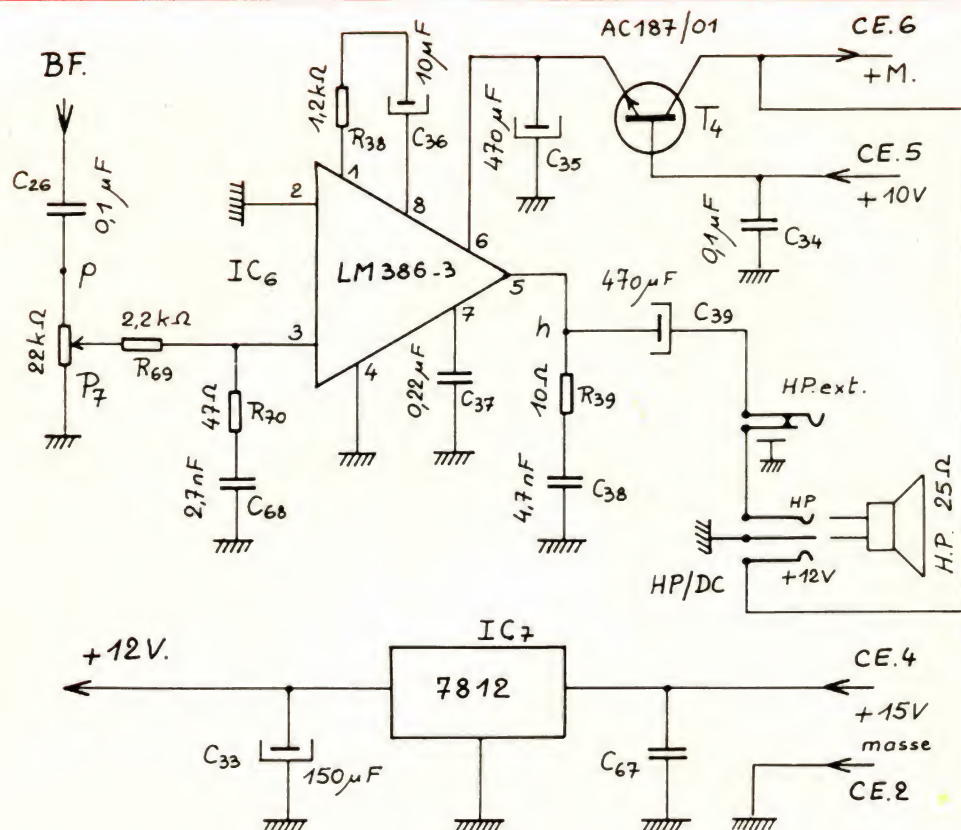 BF.
C26
0,1 µF
p
22kΩ
P7
2,2kΩ
R69
47Ω
R70
2,7nF
C68
1,2kΩ
R38
10µF
C36
1
2
8
IC6
LM386-3
3
4
5
6
7
0,22µF
C37
470µF
C35
AC187/01
T4
CE.6
+M.
CE.5
+10V
0,1µF
C34
470µF
C39
h
10Ω
R39
4,7nF
C38
HP.ext.
HP
+12V
HP/DC
H.P. 25Ω
+12V.
IC7
7812
C33
150µF
C67
CE.4
+15V
masse
CE.2